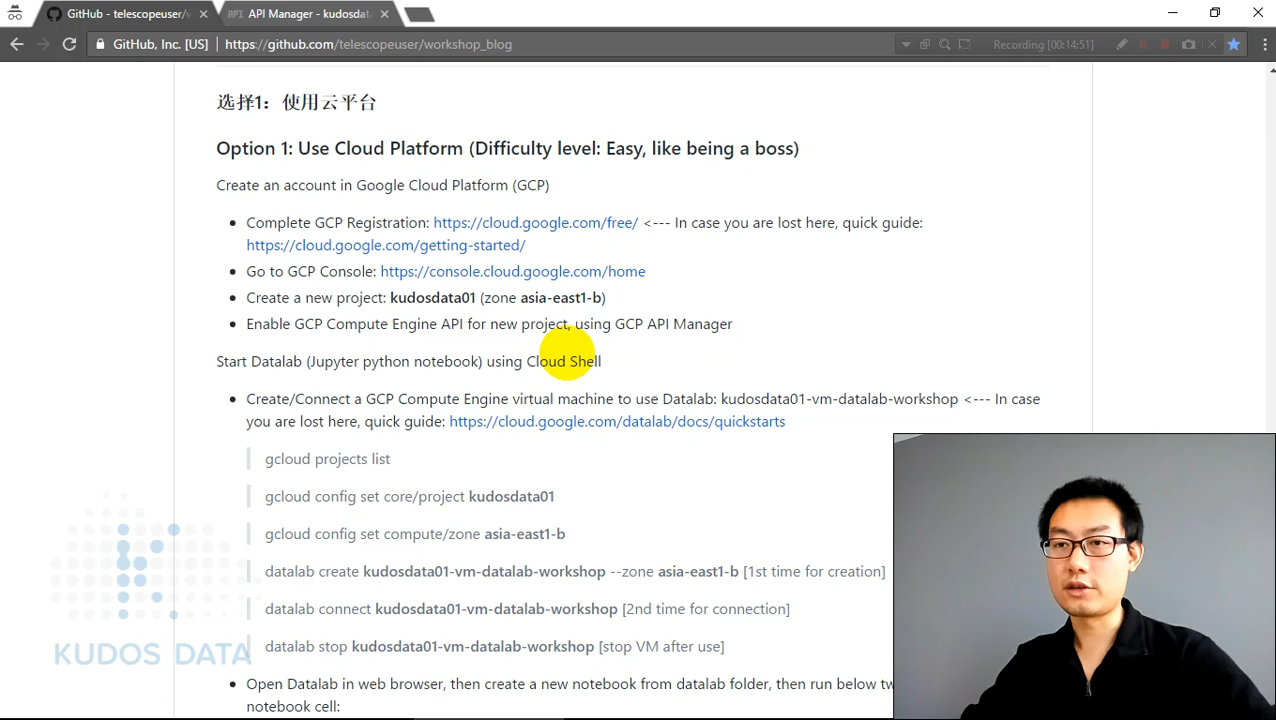 GitHub - telescopeuser/v
API Manager - kudosdat
GitHub, Inc. [US]
https://github.com/telescopeuser/workshop_blog
Recording [00:14:51]
选择1：使用云平台
Option 1: Use Cloud Platform (Difficulty level: Easy, like being a boss)
Create an account in Google Cloud Platform (GCP)
Complete GCP Registration: https://cloud.google.com/free/ <--- In case you are lost here, quick guide:
https://cloud.google.com/getting-started/
Go to GCP Console: https://console.cloud.google.com/home
Create a new project: kudosdata01 (zone asia-east1-b)
Enable GCP Compute Engine API for new project, using GCP API Manager
Start Datalab (Jupyter python notebook) using Cloud Shell
Create/Connect a GCP Compute Engine virtual machine to use Datalab: kudosdata01-vm-datalab-workshop <--- In case
you are lost here, quick guide: https://cloud.google.com/datalab/docs/quickstarts
gcloud projects list
gcloud config set core/project kudosdata01
gcloud config set compute/zone asia-east1-b
datalab create kudosdata01-vm-datalab-workshop --zone asia-east1-b [1st time for creation]
datalab connect kudosdata01-vm-datalab-workshop [2nd time for connection]
datalab stop kudosdata01-vm-datalab-workshop [stop VM after use]
Open Datalab in web browser, then create a new notebook from datalab folder, then run below tw
notebook cell:
KUDOS DATA